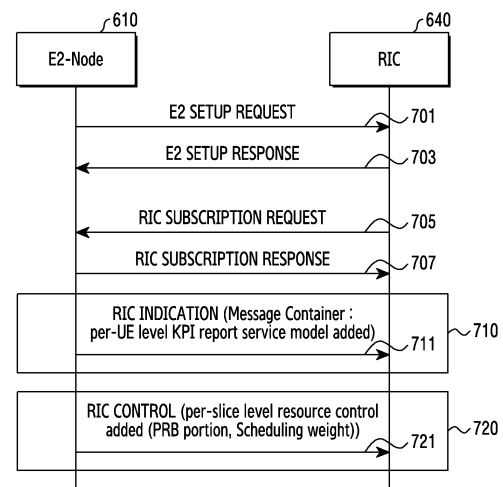 610
640
E2-Node
RIC
E2 SETUP REQUEST
701
E2 SETUP RESPONSE
703
RIC SUBSCRIPTION REQUEST
705
RIC SUBSCRIPTION RESPONSE
707
RIC INDICATION (Message Container :
per-UE level KPI report service model added)
711
710
RIC CONTROL (per-slice level resource control
added (PRB portion, Scheduling weight))
721
720